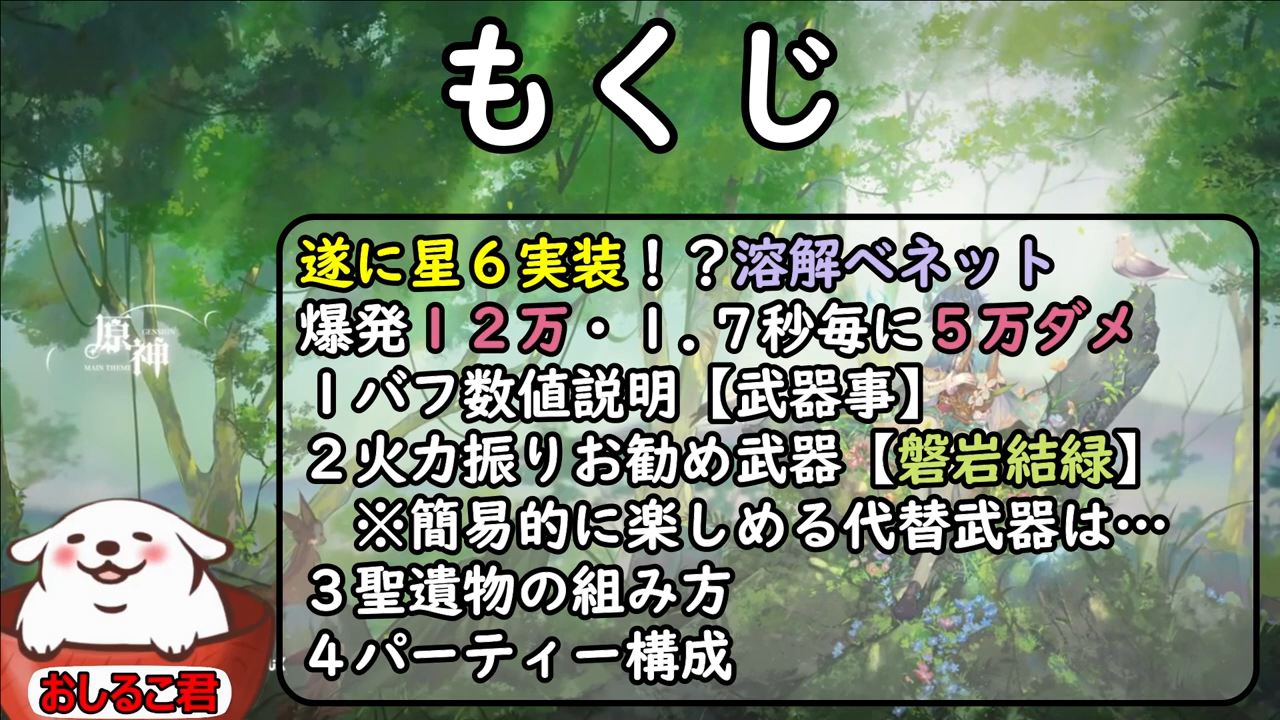 もくじ
遂に星６実装！？溶解ベネット
爆発１２万・１.７秒毎に５万ダメ
１バフ数値説明【武器事】
２火力振りお勧め武器【磐岩結緑】
※簡易的に楽しめる代替武器は…
３聖遺物の組み方
４パーティー構成
原神
GENSHIN
MAIN THEME
おしるこ君